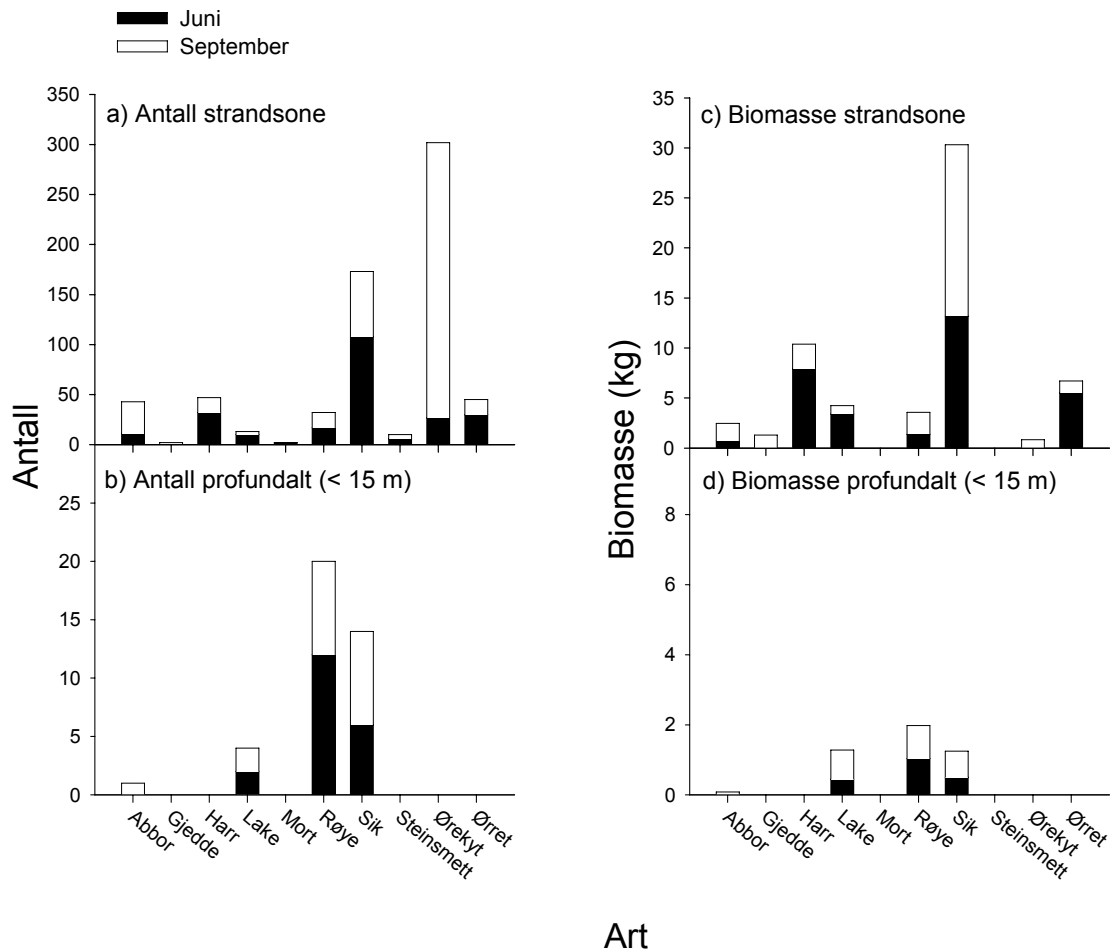 Juni
September
a) Antall strandsone
350
300
250
200
150
100
50
0
b) Antall profundalt (< 15 m)
25
20
15
10
5
0
Antall
Abbor
Gjedde
Harr
Lake
Mort
Røye
Sik
Steinsmett
Ørekyt
Ørret
c) Biomasse strandsone
35
30
25
20
15
10
5
0
d) Biomasse profundalt (< 15 m)
8
6
4
2
0
Biomasse (kg)
Abbor
Gjedde
Harr
Lake
Mort
Røye
Sik
Steinsmett
Ørekyt
Ørret
Art